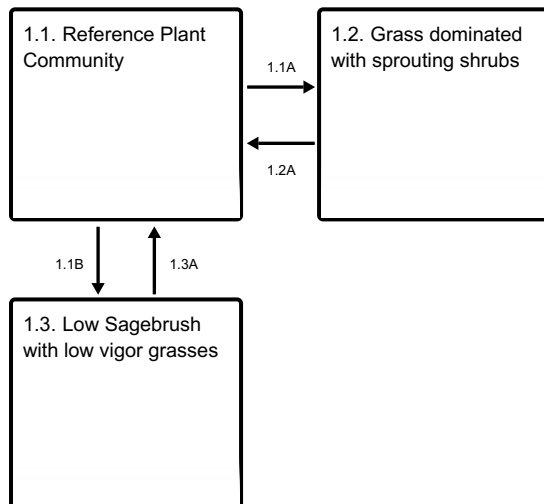 1.1. Reference Plant
Community
1.1A
1.2. Grass dominated
with sprouting shrubs
1.2A
1.1B
1.3A
1.3. Low Sagebrush
with low vigor grasses